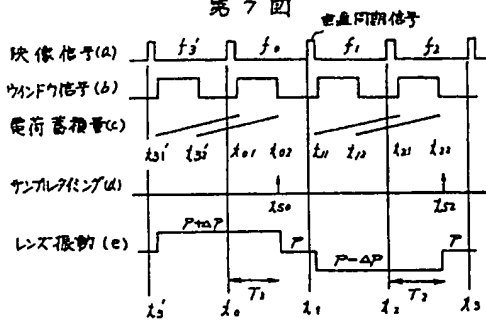 第7図
垂直同期信号
映像信号(a) f3' f0 f1 f2
ウインドウ信号(b)
電荷蓄積量(c)
t31' t32' t01 t02 t11 t12 t21 t22
サンプルタイミング(d)
tS0 tS2
レンズ振動(e) P+ΔP P P-ΔP P
T2 T2
t3' t0 t1 t2 t3